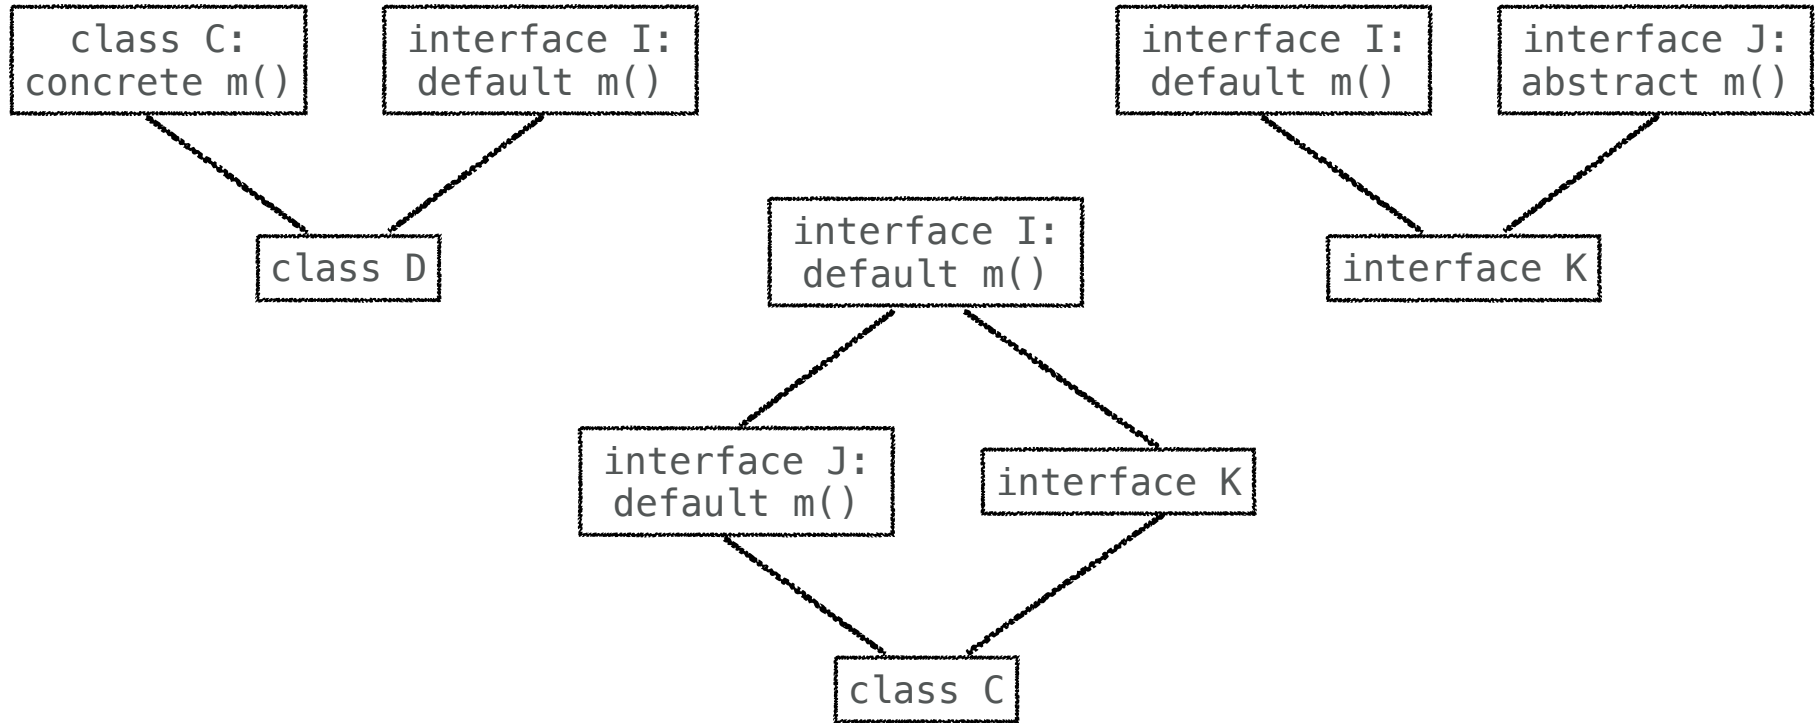 class C:
concrete m()
interface I:
default m()
class D
interface I:
default m()
interface J:
abstract m()
interface K
interface I:
default m()
interface J:
default m()
interface K
class C